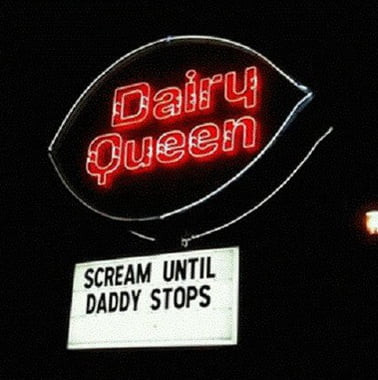 Dairy
Queen
SCREAM UNTIL
DADDY STOPS